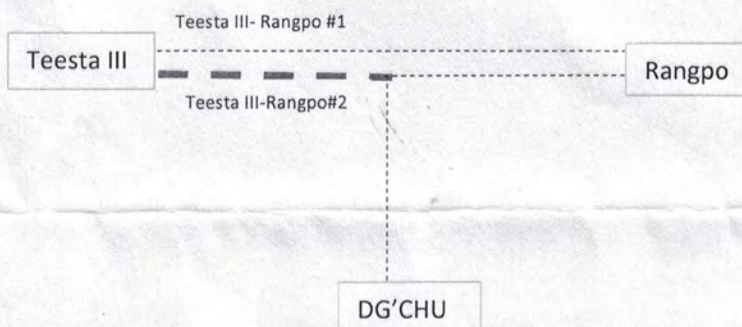 Teesta III- Rangpo #1
Teesta III
Rangpo
Teesta III-Rangpo#2
DG'CHU